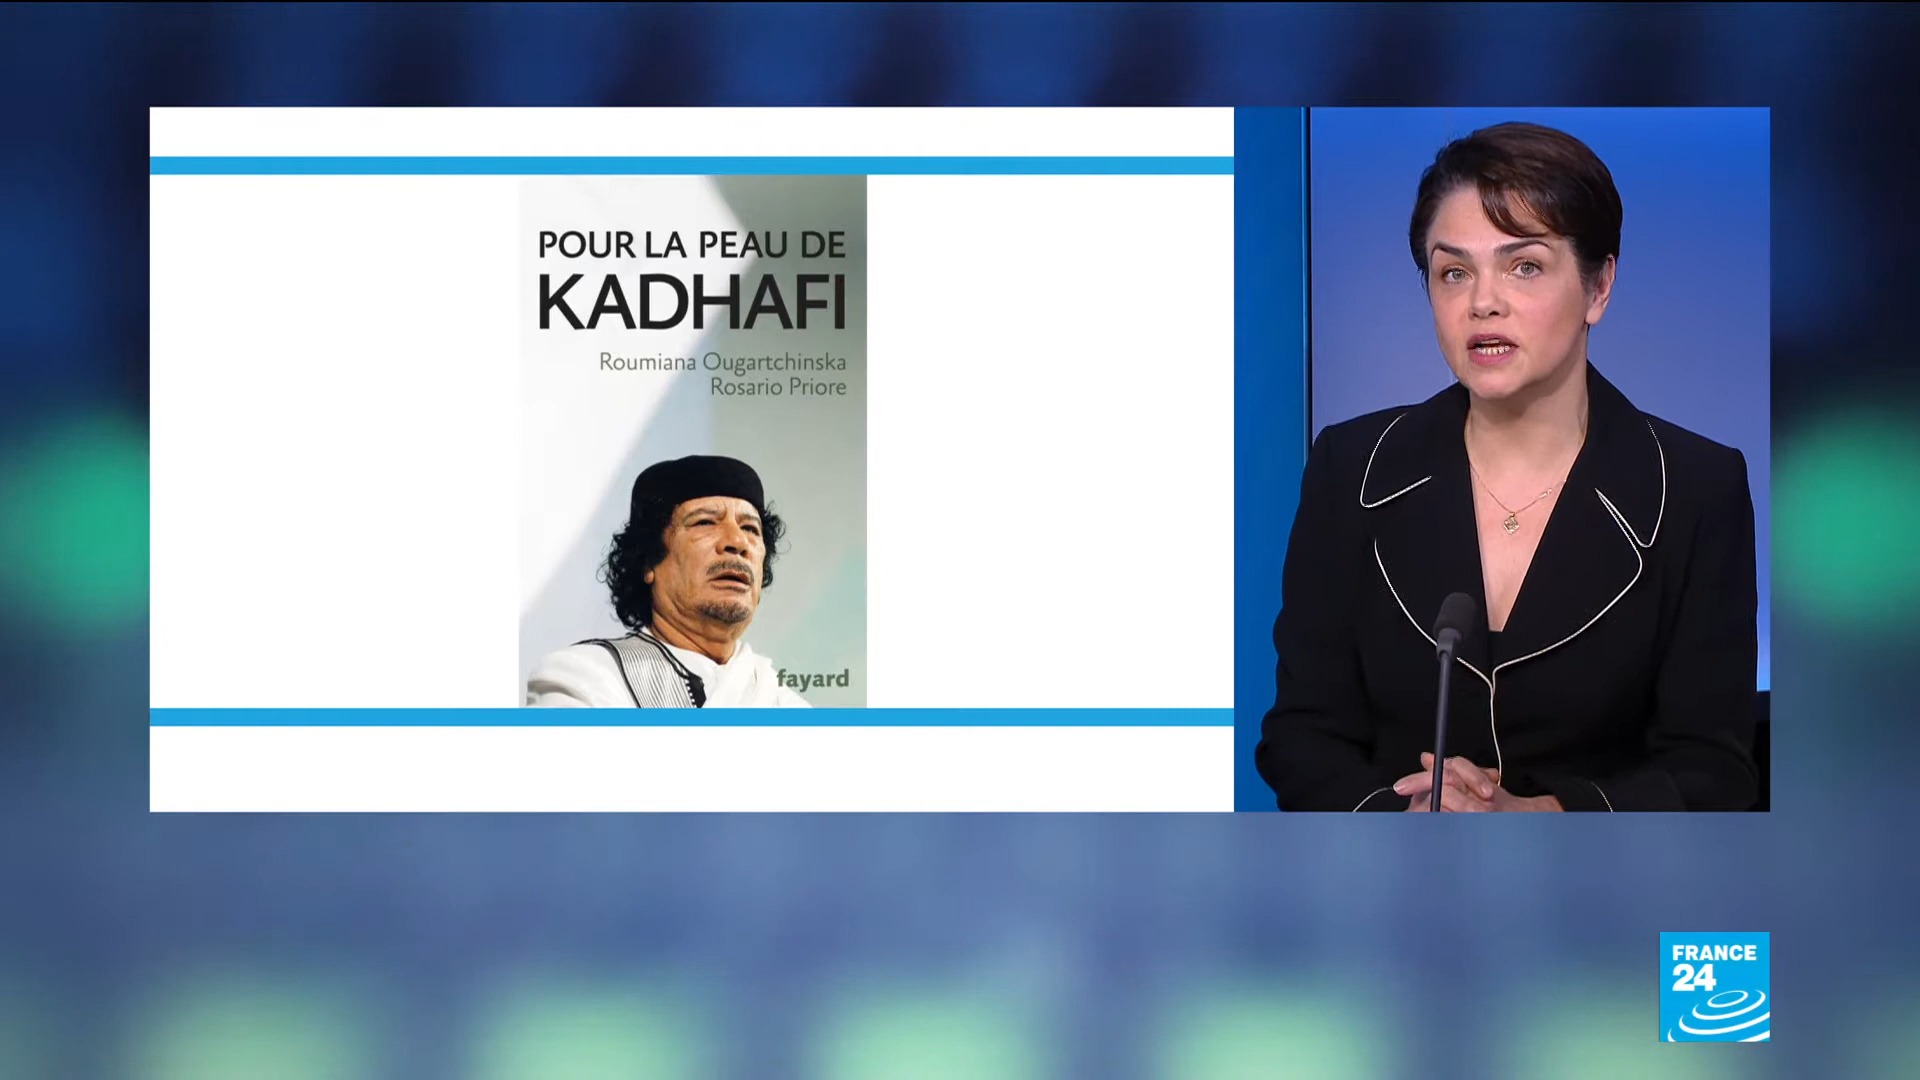 POUR LA PEAU DE
KADHAFI
Roumiana Ougartchinska
Rosario Priore
fayard
FRANCE
24